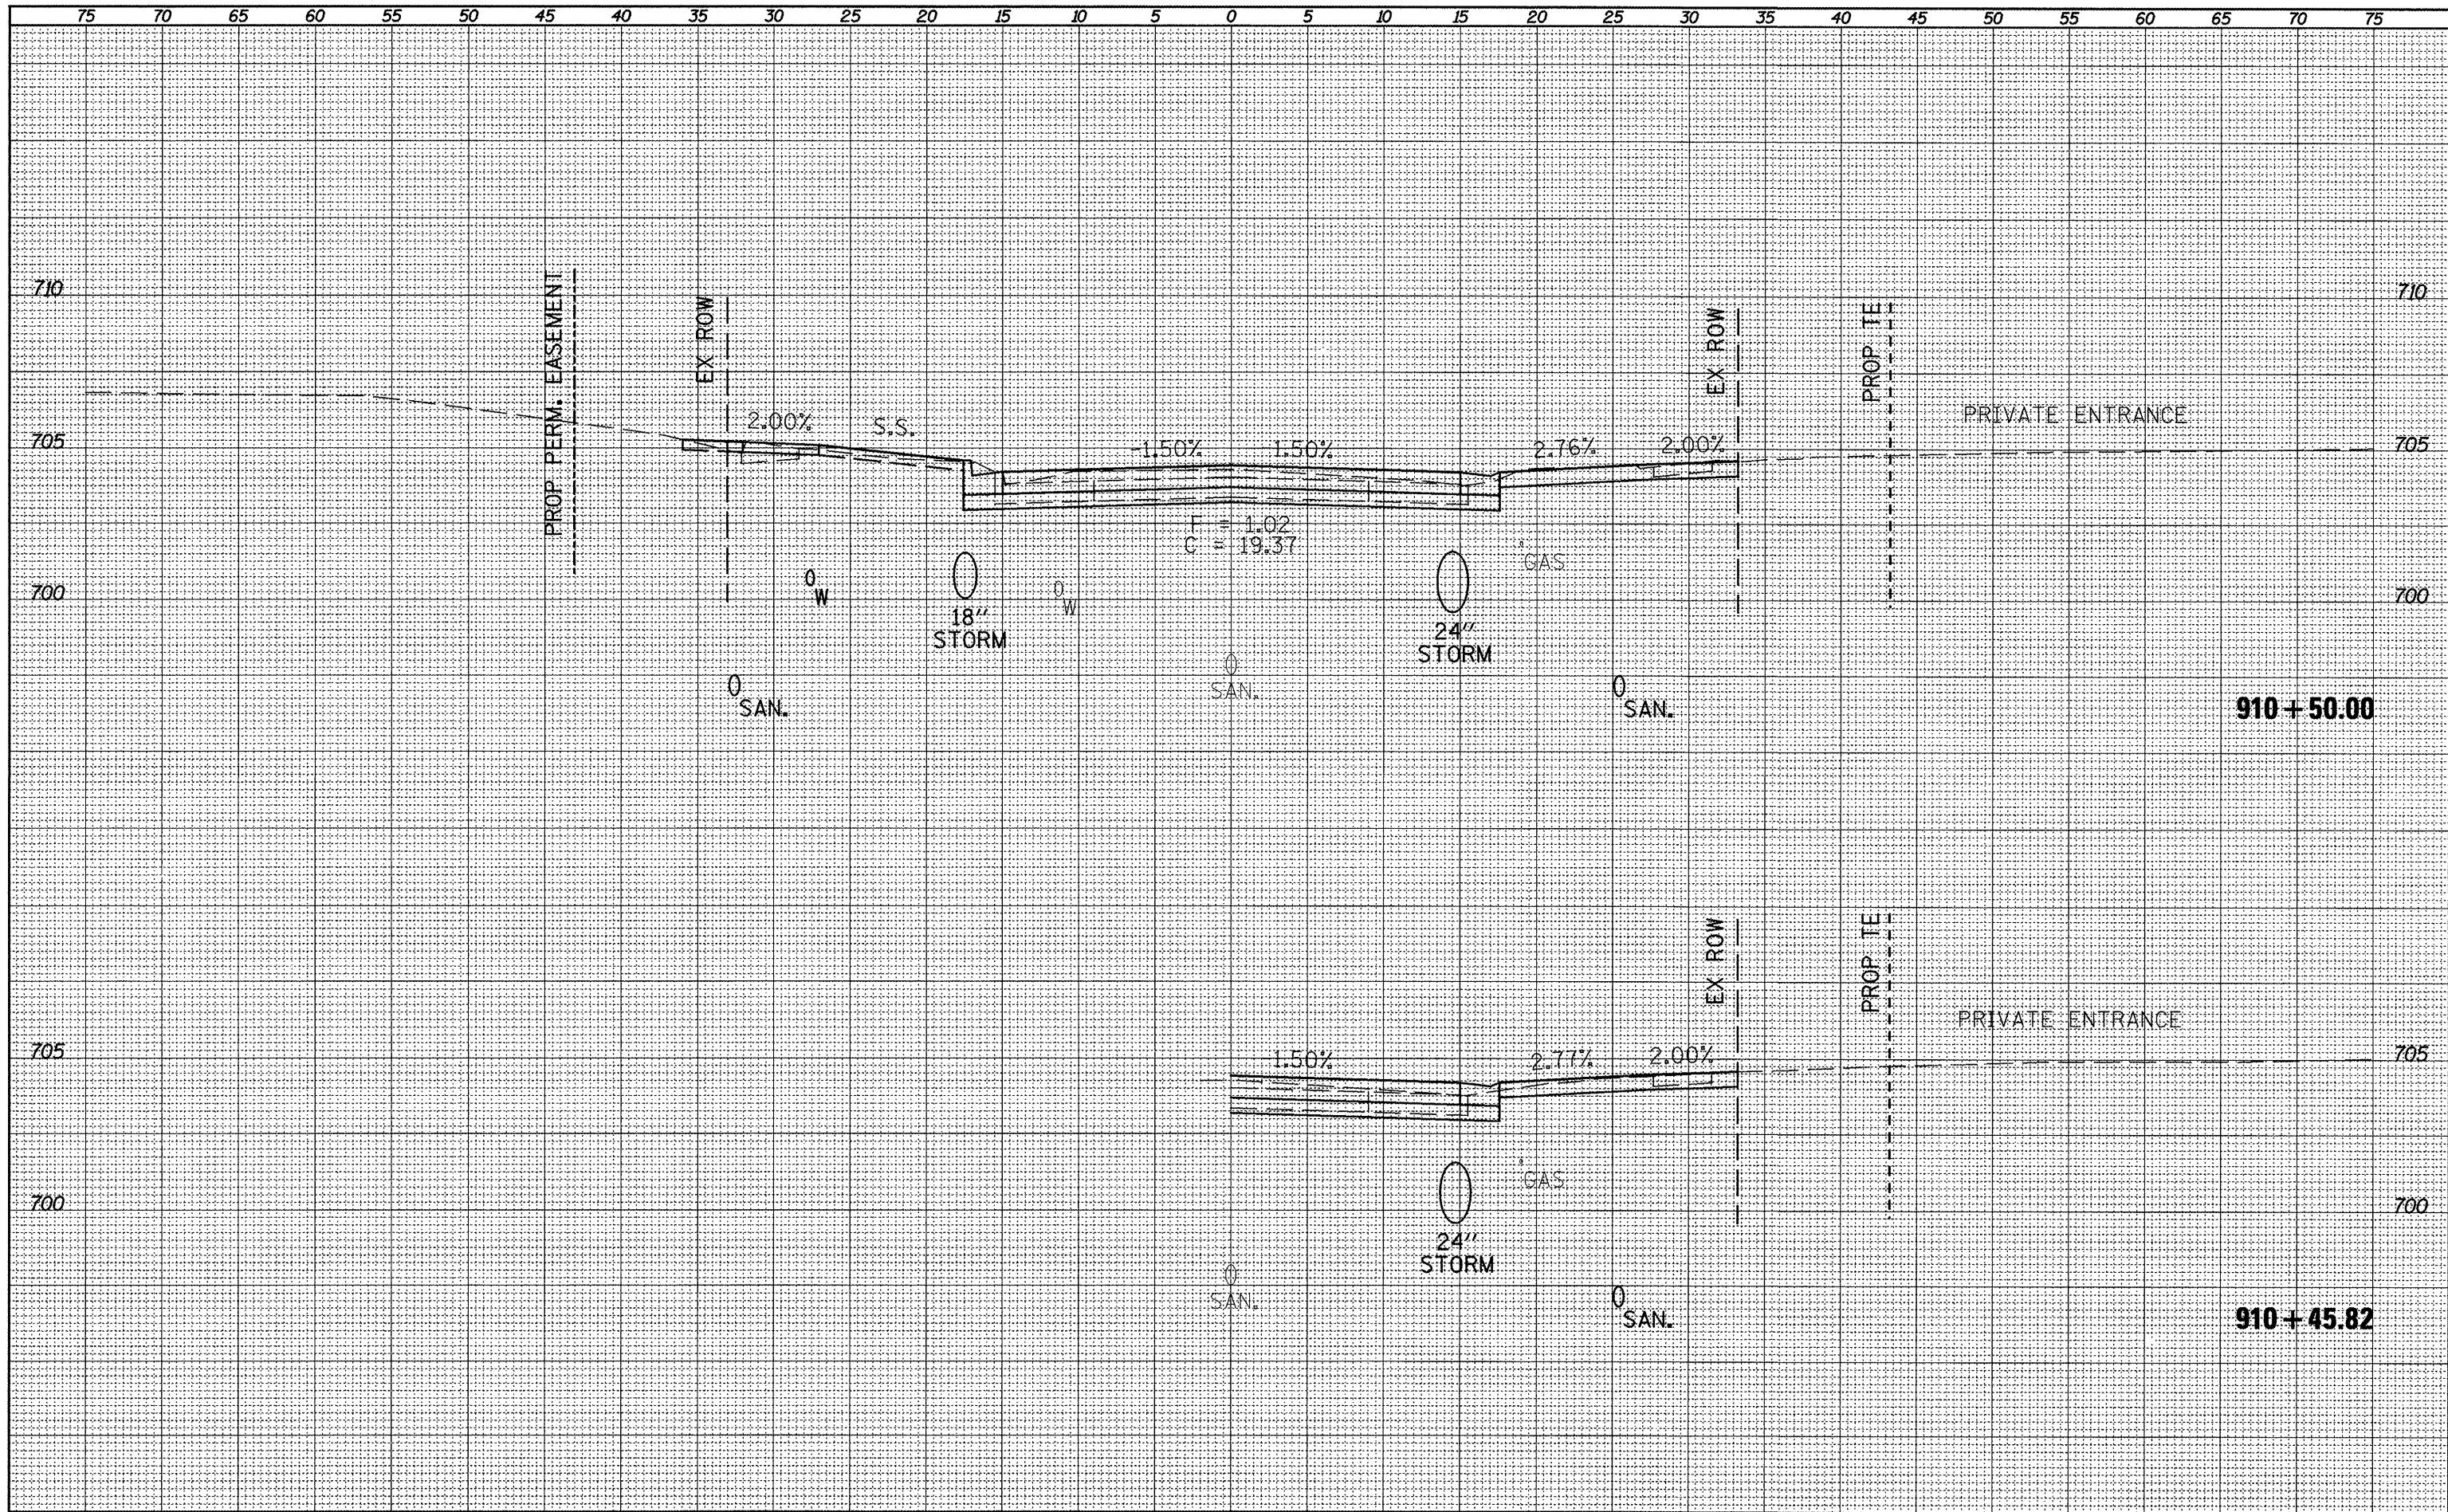 75 70 65 60 55 50 45 40 35 30 25 20 15 10 5 0 5 10 15 20 25 30 35 40 45 50 55 60 65 70 75
710
710
PROP PERM. EASEMENT
EX ROW
EX ROW
PROP TE
PRIVATE ENTRANCE
705
2.00%
S.S.
-1.50%
1.50%
2.76%
2.00%
705
F = 1.02
C = 19.37
GAS
700
0
W
18"
STORM
0
W
24"
STORM
700
0
SAN.
0
SAN.
0
SAN.
910+50.00
EX ROW
PROP TE
PRIVATE ENTRANCE
705
1.50%
2.77%
2.00%
705
GAS
700
700
24"
STORM
0
SAN.
0
SAN.
910+45.82